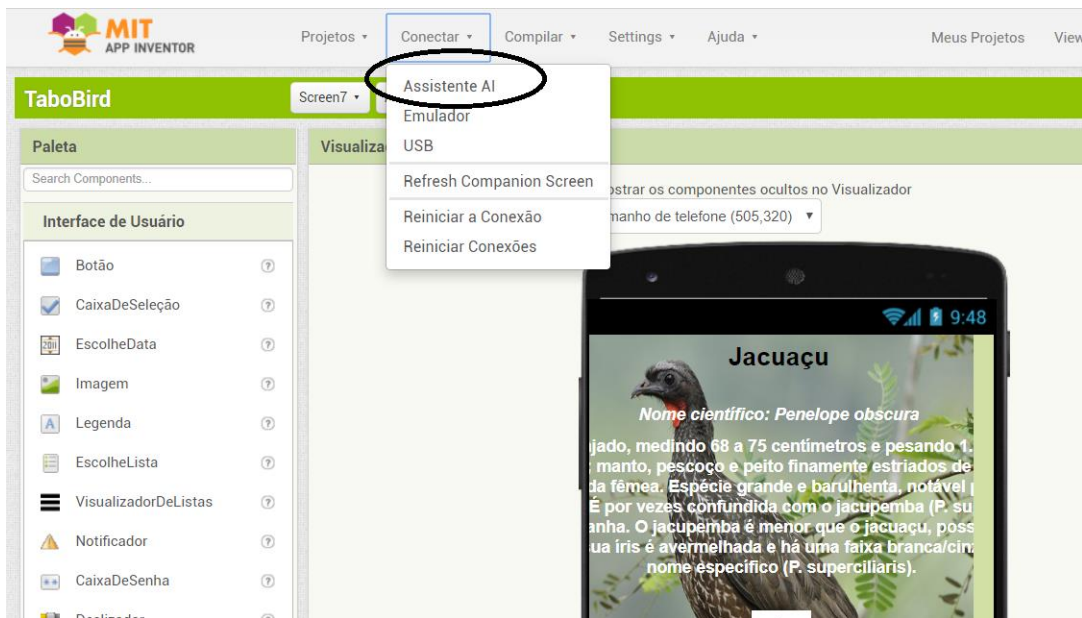 MIT
APP INVENTOR
Projetos Conectar Compilar Settings Ajuda Meus Projetos View
TaboBird
Screen7
Assistente AI
Emulador
USB
Refresh Companion Screen
Reiniciar a Conexão
Reiniciar Conexões
Paleta
Search Components...
Interface de Usuário
Botão
CaixaDeSeleção
EscolheData
Imagem
Legenda
EscolheLista
VisualizadorDeListas
Notificador
CaixaDeSenha
Visualiza
ostrar os componentes ocultos no Visualizador
manho de telefone (505,320)
9:48
Jacuaçu
Nome científico: Penelope obscura
jado, medindo 68 a 75 centímetros e pesando 1.
manto, pescoço e peito finamente estriados de
da fêmea. Espécie grande e barulhenta, notável
É por vezes confundida com o jacupemba (P. su
anha. O jacupemba é menor que o jacuaçu, poss
sua íris é avermelhada e há uma faixa branca/cin
nome específico (P. superciliaris).